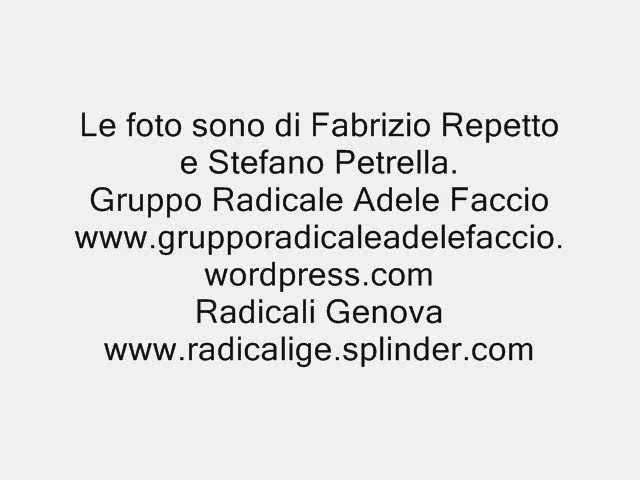 Le foto sono di Fabrizio Repetto
e Stefano Petrella.
Gruppo Radicale Adele Faccio
www.grupporadicaleadelefaccio.
wordpress.com
Radicali Genova
www.radicalige.splinder.com